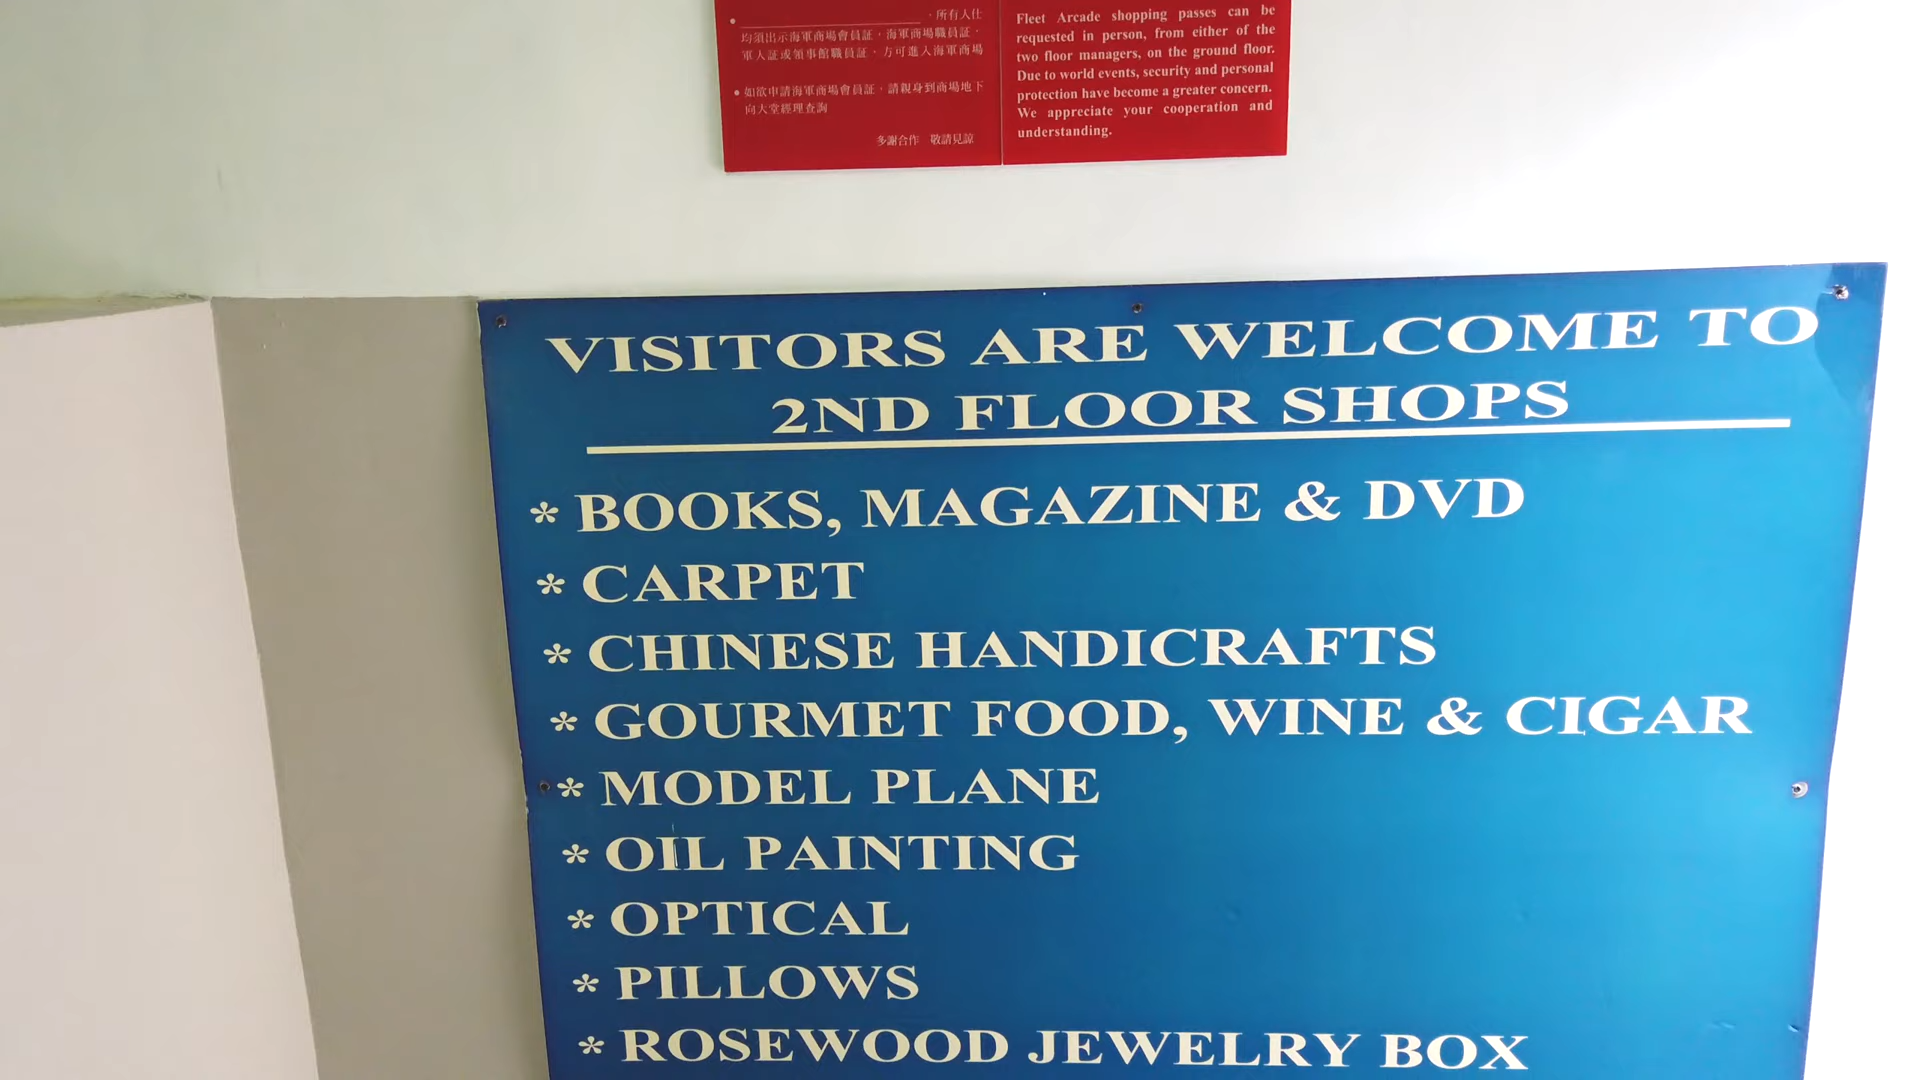 所有人仕
均須出示海軍商場會員証，海軍商場職員証，
軍人証或領事館職員証，方可進入海軍商場
• 如欲申請海軍商場會員証，請親身到商場地下
向大堂經理查詢
多謝合作 敬請見諒
Fleet Arcade shopping passes can be
requested in person, from either of the
two floor managers, on the ground floor.
Due to world events, security and personal
protection have become a greater concern.
We appreciate your cooperation and
understanding.
VISITORS ARE WELCOME TO
2ND FLOOR SHOPS
* BOOKS, MAGAZINE & DVD
* CARPET
* CHINESE HANDICRAFTS
* GOURMET FOOD, WINE & CIGAR
* MODEL PLANE
* OIL PAINTING
* OPTICAL
* PILLOWS
* ROSEWOOD JEWELRY BOX